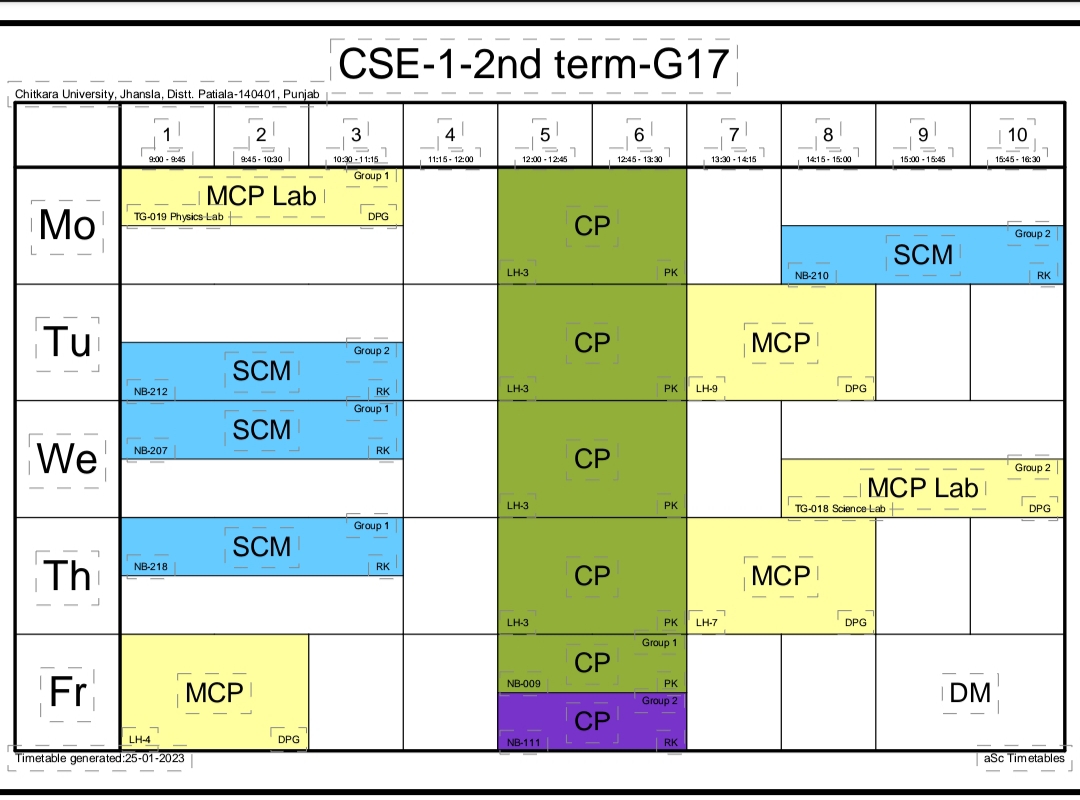 CSE-1-2nd term-G17
Chitkara University, Jhansla, Distt. Patiala-140401, Punjab
1 2 3 4 5 6 7 8 9 10
9:00 - 9:45 9:45 - 10:30 10:30 - 11:15 11:15 - 12:00 12:00 - 12:45 12:45 - 13:30 13:30 - 14:15 14:15 - 15:00 15:00 - 15:45 15:45 - 16:30
Mo
Group 1
MCP Lab
TG-019 Physics Lab DPG
CP
LH-3 PK
Group 2
SCM
NB-210 RK
Tu
Group 2
SCM
NB-212 RK
CP
LH-3 PK
MCP
LH-9 DPG
We
Group 1
SCM
NB-207 RK
CP
LH-3 PK
Group 2
MCP Lab
TG-018 Science Lab DPG
Th
Group 1
SCM
NB-218 RK
CP
LH-3 PK
MCP
LH-7 DPG
Fr
MCP
LH-4 DPG
Group 1
CP
NB-009 PK
Group 2
CP
NB-111 RK
DM
Timetable generated:25-01-2023 aSc Timetables